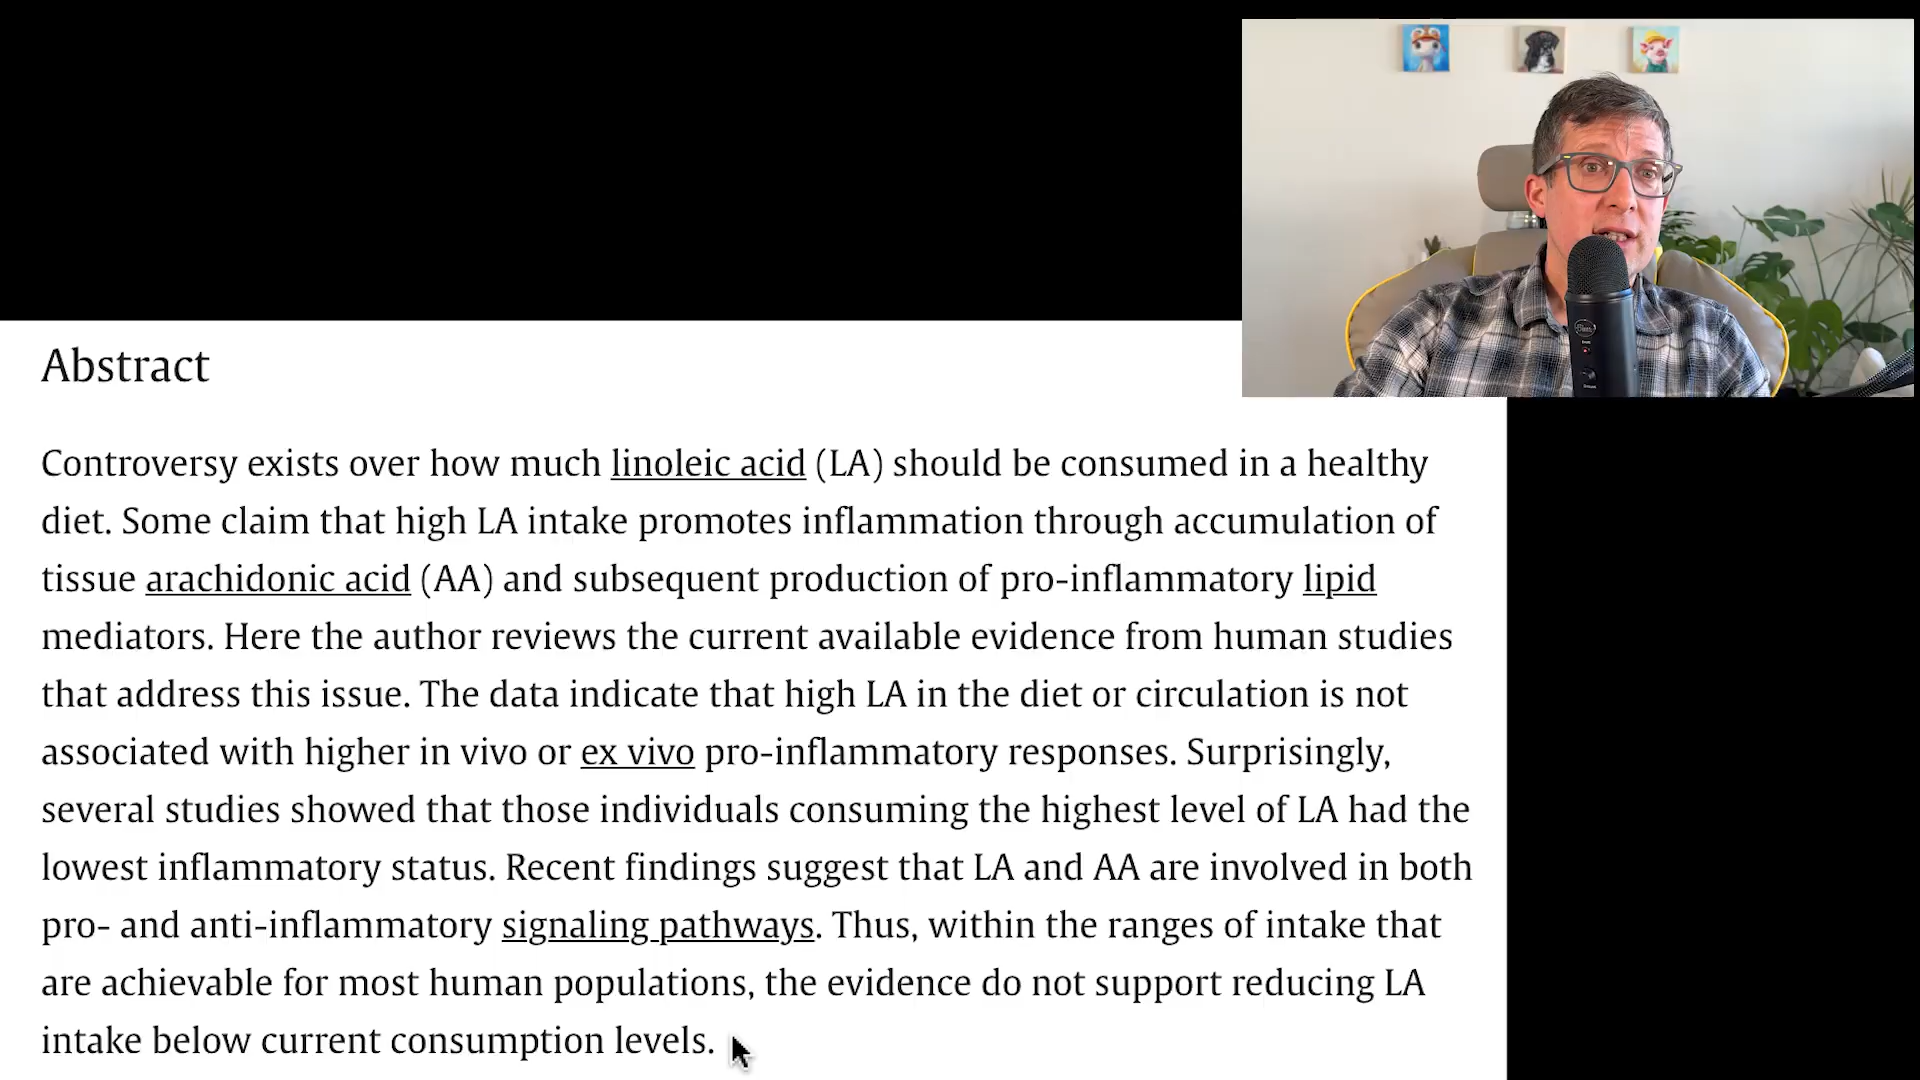 Abstract
Controversy exists over how much linoleic acid (LA) should be consumed in a healthy
diet. Some claim that high LA intake promotes inflammation through accumulation of
tissue arachidonic acid (AA) and subsequent production of pro-inflammatory lipid
mediators. Here the author reviews the current available evidence from human studies
that address this issue. The data indicate that high LA in the diet or circulation is not
associated with higher in vivo or ex vivo pro-inflammatory responses. Surprisingly,
several studies showed that those individuals consuming the highest level of LA had the
lowest inflammatory status. Recent findings suggest that LA and AA are involved in both
pro- and anti-inflammatory signaling pathways. Thus, within the ranges of intake that
are achievable for most human populations, the evidence do not support reducing LA
intake below current consumption levels.